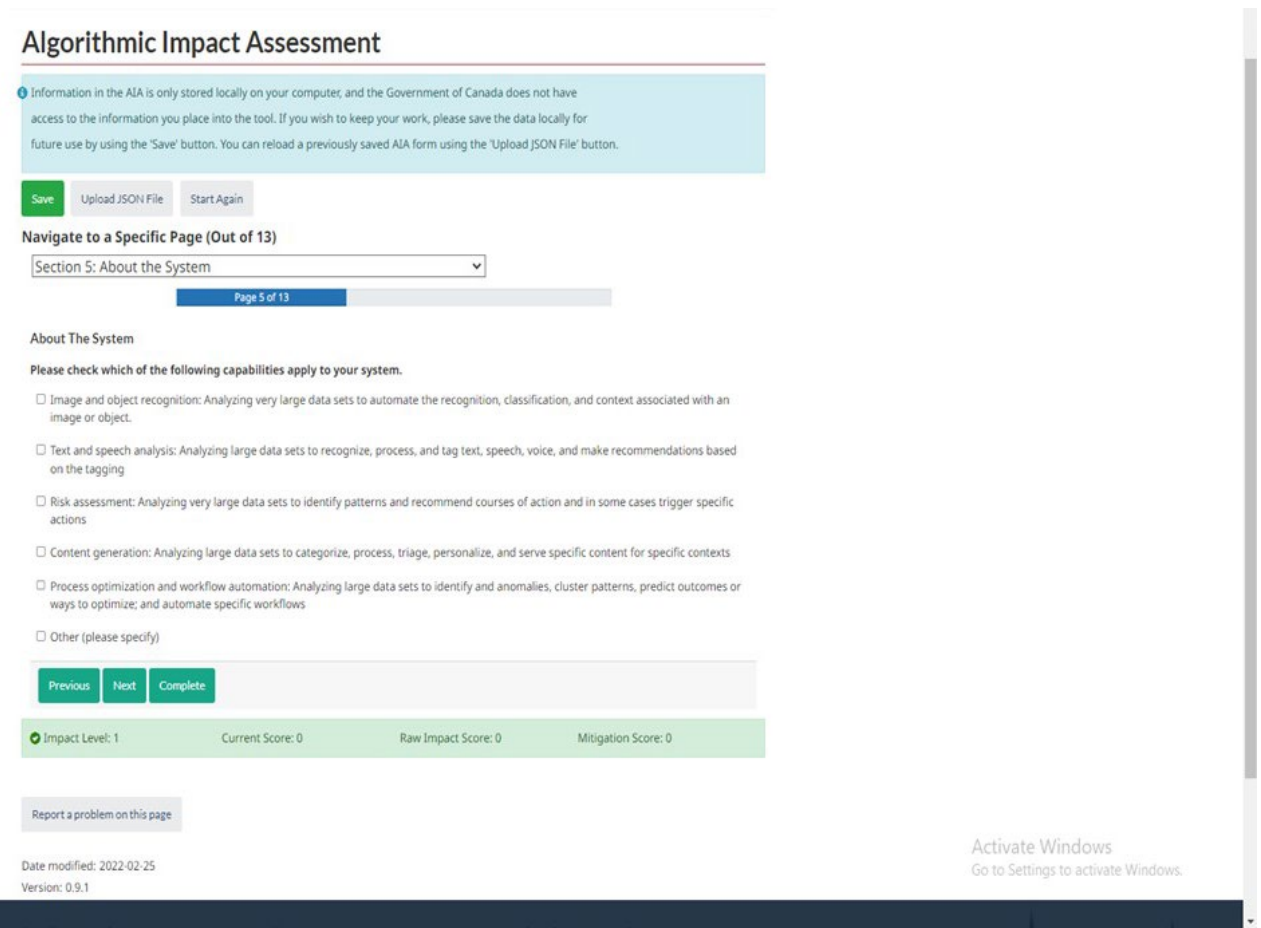 Algorithmic Impact Assessment
Information in the AIA is only stored locally on your computer, and the Government of Canada does not have
access to the information you place into the tool. If you wish to keep your work, please save the data locally for
future use by using the 'Save' button. You can reload a previously saved AIA form using the 'Upload JSON File' button.
Save Upload JSON File Start Again
Navigate to a Specific Page (Out of 13)
Section 5: About the System
Page 5 of 13
About The System
Please check which of the following capabilities apply to your system.
Image and object recognition: Analyzing very large data sets to automate the recognition, classification, and context associated with an
image or object.
Text and speech analysis: Analyzing large data sets to recognize, process, and tag text, speech, voice, and make recommendations based
on the tagging
Risk assessment: Analyzing very large data sets to identify patterns and recommend courses of action and in some cases trigger specific
actions
Content generation: Analyzing large data sets to categorize, process, triage, personalize, and serve specific content for specific contexts
Process optimization and workflow automation: Analyzing large data sets to identify and anomalies, cluster patterns, predict outcomes or
ways to optimize; and automate specific workflows
Other (please specify)
Previous Next Complete
Impact Level: 1 Current Score: 0 Raw Impact Score: 0 Mitigation Score: 0
Report a problem on this page
Activate Windows
Go to Settings to activate Windows.
Date modified: 2022-02-25
Version: 0.9.1